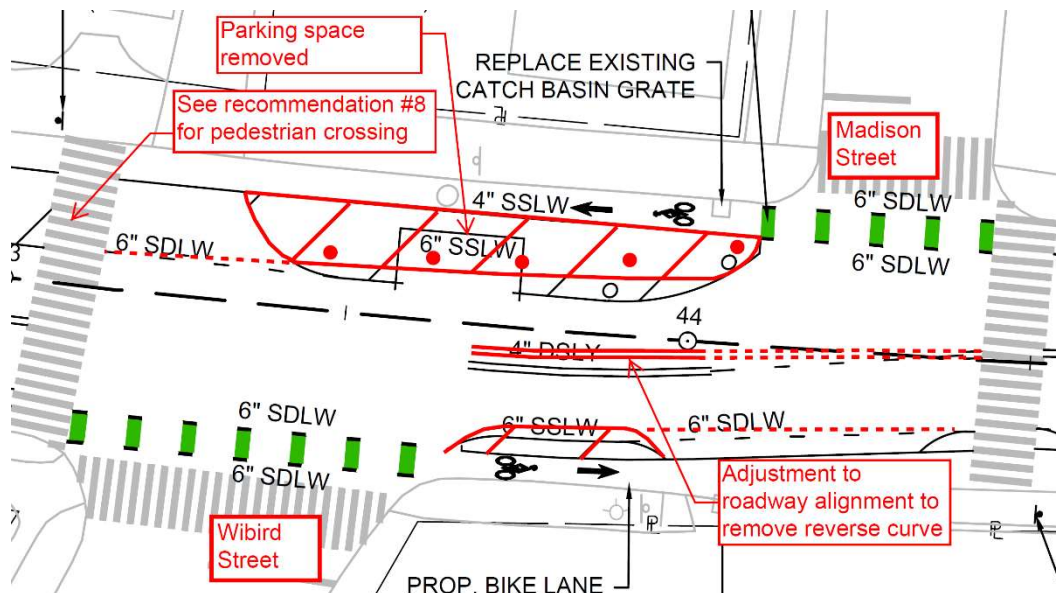 Parking space
removed
REPLACE EXISTING
CATCH BASIN GRATE
See recommendation #8
for pedestrian crossing
Madison
Street
4" SSLW
6" SDLW
6" SSLW
6" SDLW
6" SDLW
3
44
4" DSLY
6" SDLW
6" SSLW
6" SDLW
6" SDLW
Adjustment to
roadway alignment to
remove reverse curve
Wibird
Street
PROP. BIKE LANE